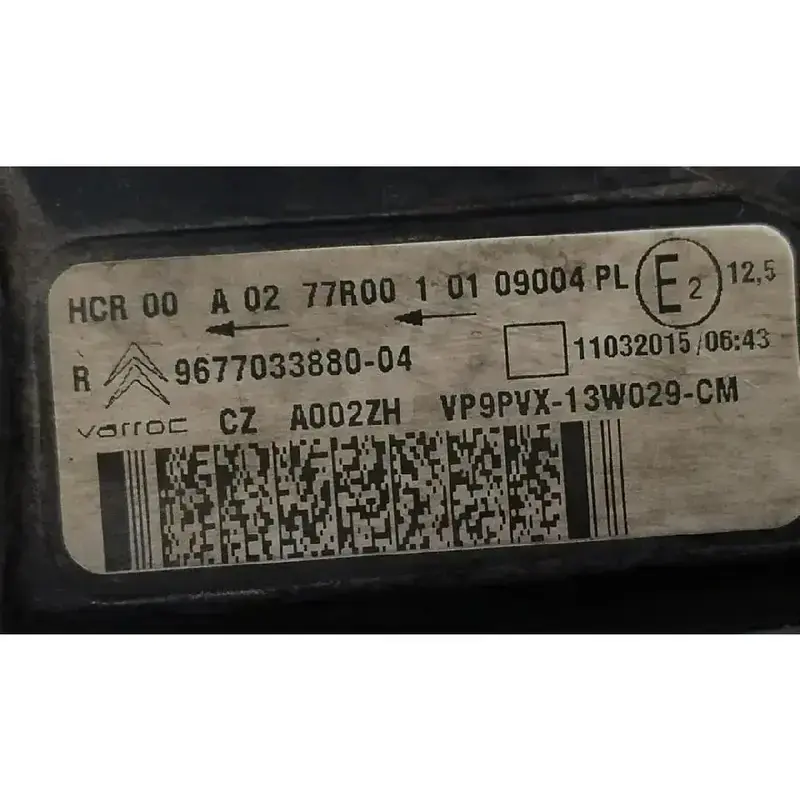 HCR 00 A 02 77R00 1 01 09004 PL E2 12,5
R 9677033880-04 11032015/06:43
varroc CZ A002ZH VP9PVX-13W029-CM